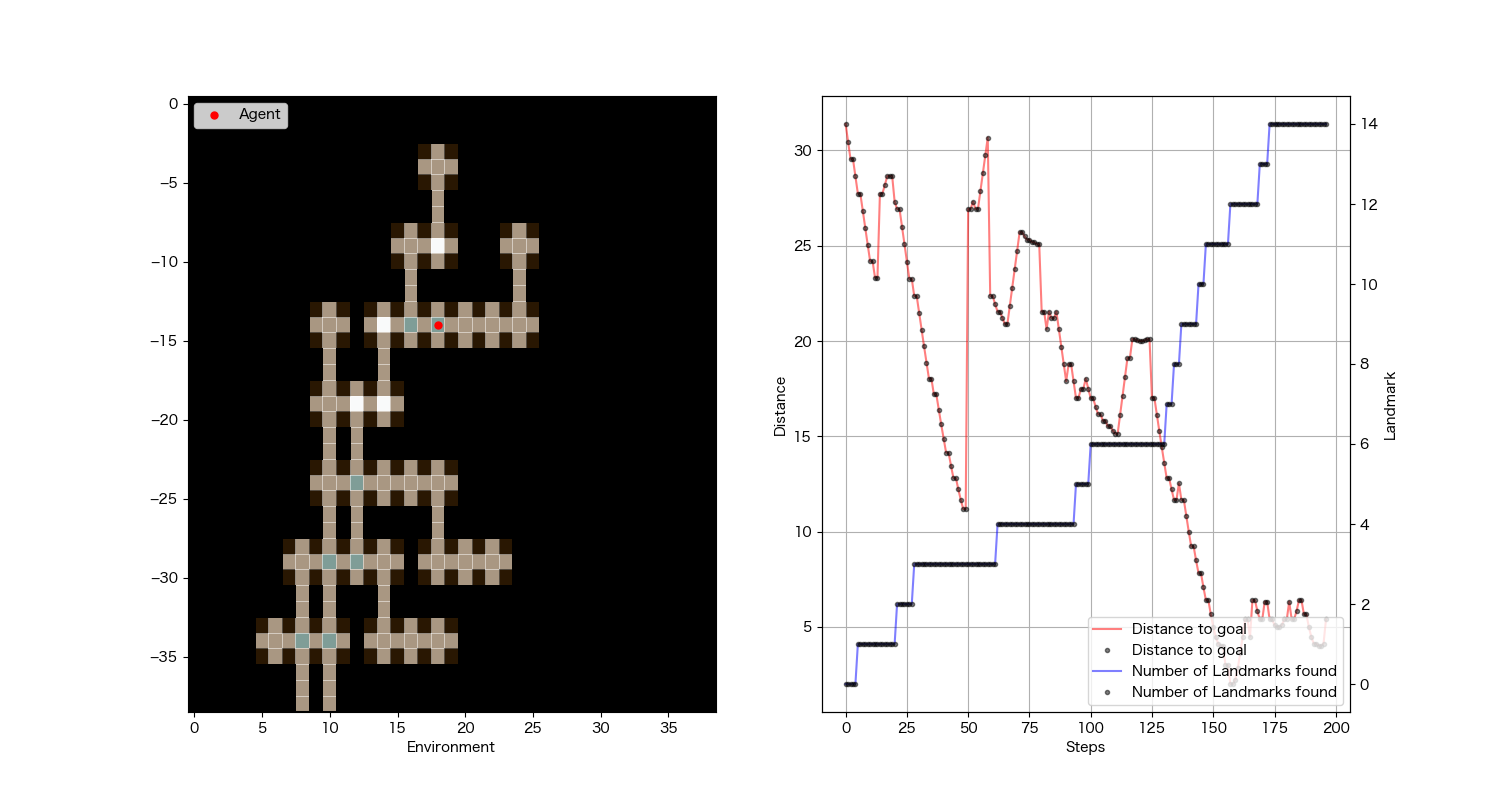 Agent
0
−5
−10
−15
−20
−25
−30
−35
0 5 10 15 20 25 30 35
Environment
30
25
20
15
10
5
Distance
14
12
10
8
6
4
2
0
Landmark
Distance to goal
Distance to goal
Number of Landmarks found
Number of Landmarks found
0 25 50 75 100 125 150 175 200
Steps